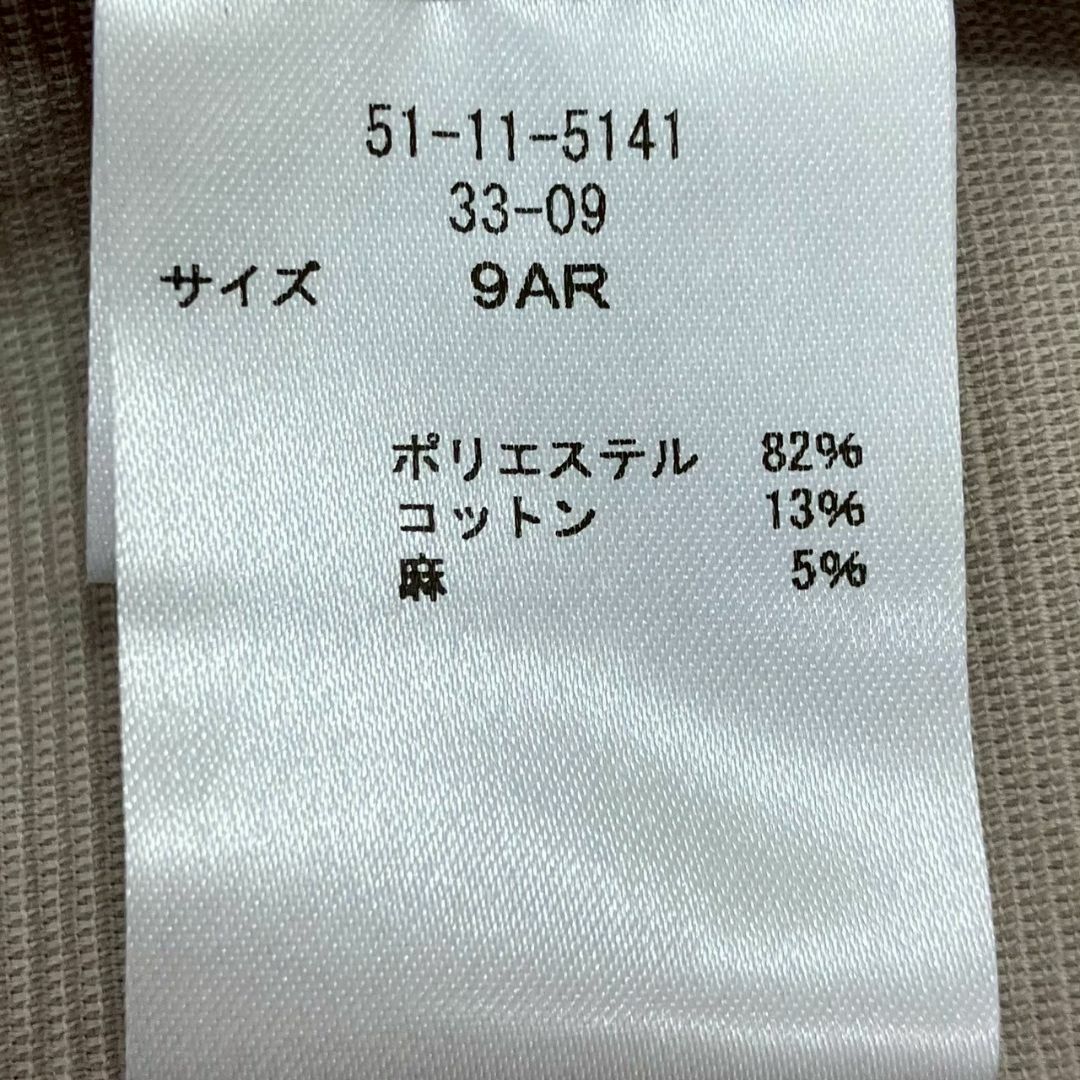 51-11-5141
33-09
サイズ 9AR
ポリエステル 82%
コットン 13%
麻 5%